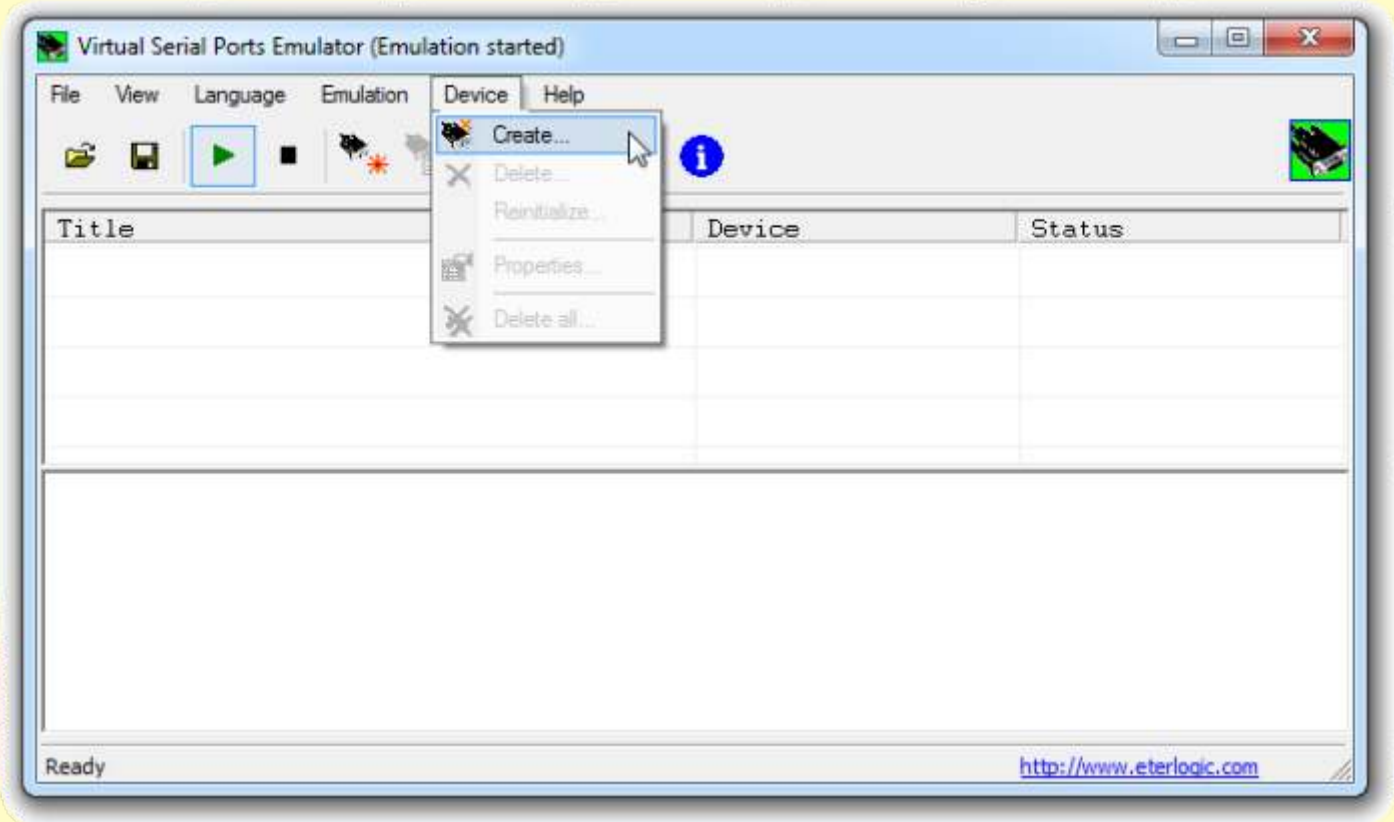 Virtual Serial Ports Emulator (Emulation started)
File View Language Emulation Device Help
Create...
Delete...
Reinitialize...
Properties...
Delete all...
Title Device Status
Ready http://www.eterlogic.com